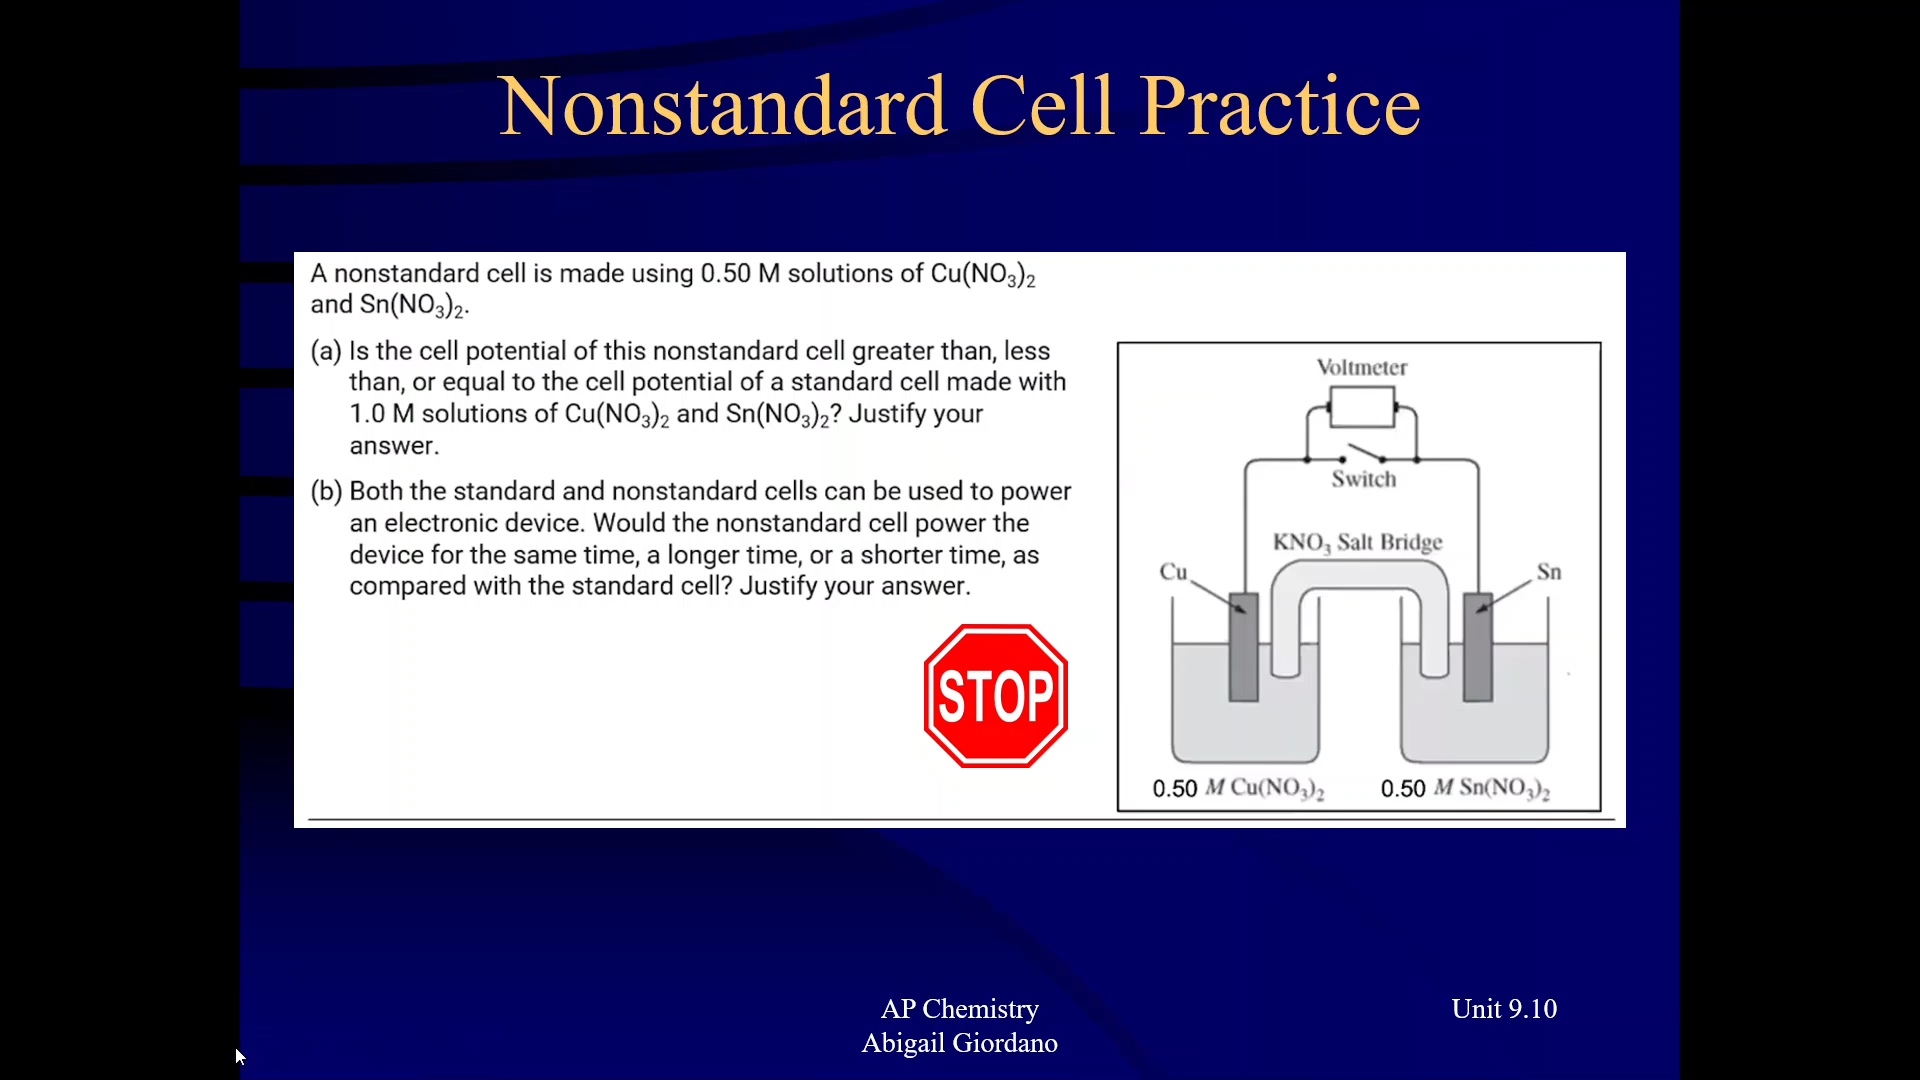 Nonstandard Cell Practice
A nonstandard cell is made using 0.50 M solutions of Cu(NO₃)₂
and Sn(NO₃)₂.
(a) Is the cell potential of this nonstandard cell greater than, less
than, or equal to the cell potential of a standard cell made with
1.0 M solutions of Cu(NO₃)₂ and Sn(NO₃)₂? Justify your
answer.
(b) Both the standard and nonstandard cells can be used to power
an electronic device. Would the nonstandard cell power the
device for the same time, a longer time, or a shorter time, as
compared with the standard cell? Justify your answer.
STOP
Voltmeter
Switch
KNO₃ Salt Bridge
Cu
Sn
0.50 M Cu(NO₃)₂
0.50 M Sn(NO₃)₂
AP Chemistry
Abigail Giordano
Unit 9.10